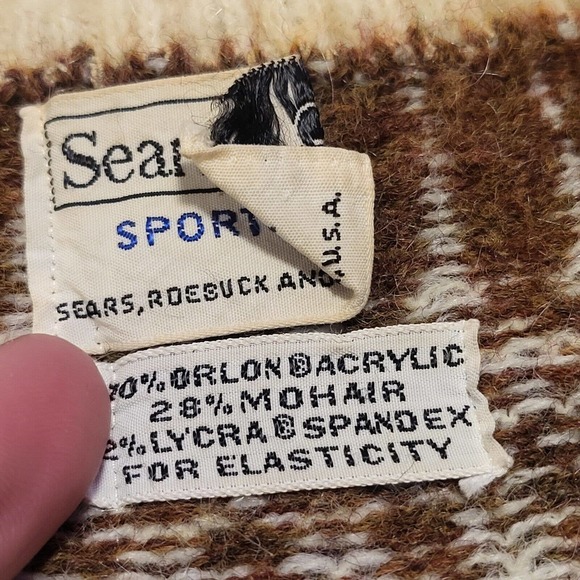 Sear
SPORT
SEARS, ROEBUCK AND
U.S.A.
0% ORLON® ACRYLIC
28% MOHAIR
2% LYCRA® SPANDEX
FOR ELASTICITY